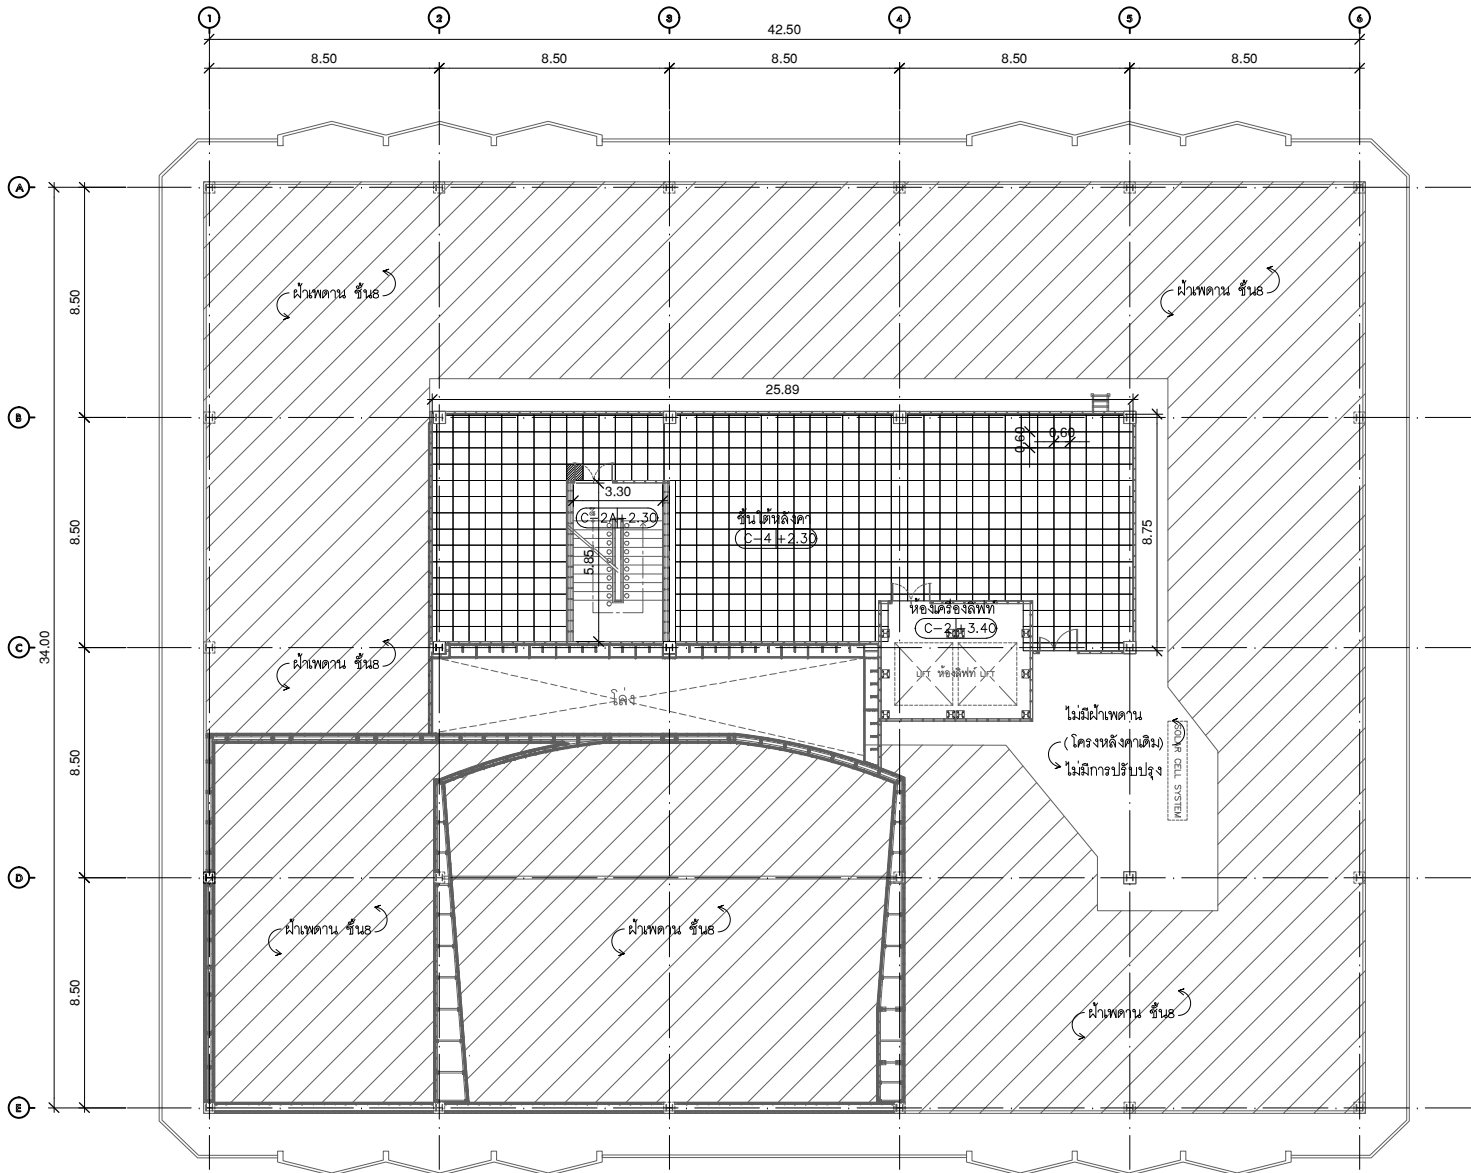 1 2 3 4 5 6
42.50
8.50 8.50 8.50 8.50 8.50
A
8.50
ฝ้าเพดาน ชั้น8
ฝ้าเพดาน ชั้น8
25.89
B
0.60
0.60
3.30
C-2A +2.30
ชั้นใต้หลังคา
C-4 +2.30
8.50
8.75
5.85
ห้องเครื่องลิฟท์
C-2 +3.40
C
34.00
ฝ้าเพดาน ชั้น8
LIFT ห้องลิฟท์ LIFT
โล่ง
ไม่มีฝ้าเพดาน
(โครงหลังคาเดิม)
ไม่มีการปรับปรุง
SOLAR CELL SYSTEM
8.50
D
ฝ้าเพดาน ชั้น8
ฝ้าเพดาน ชั้น8
8.50
ฝ้าเพดาน ชั้น8
E